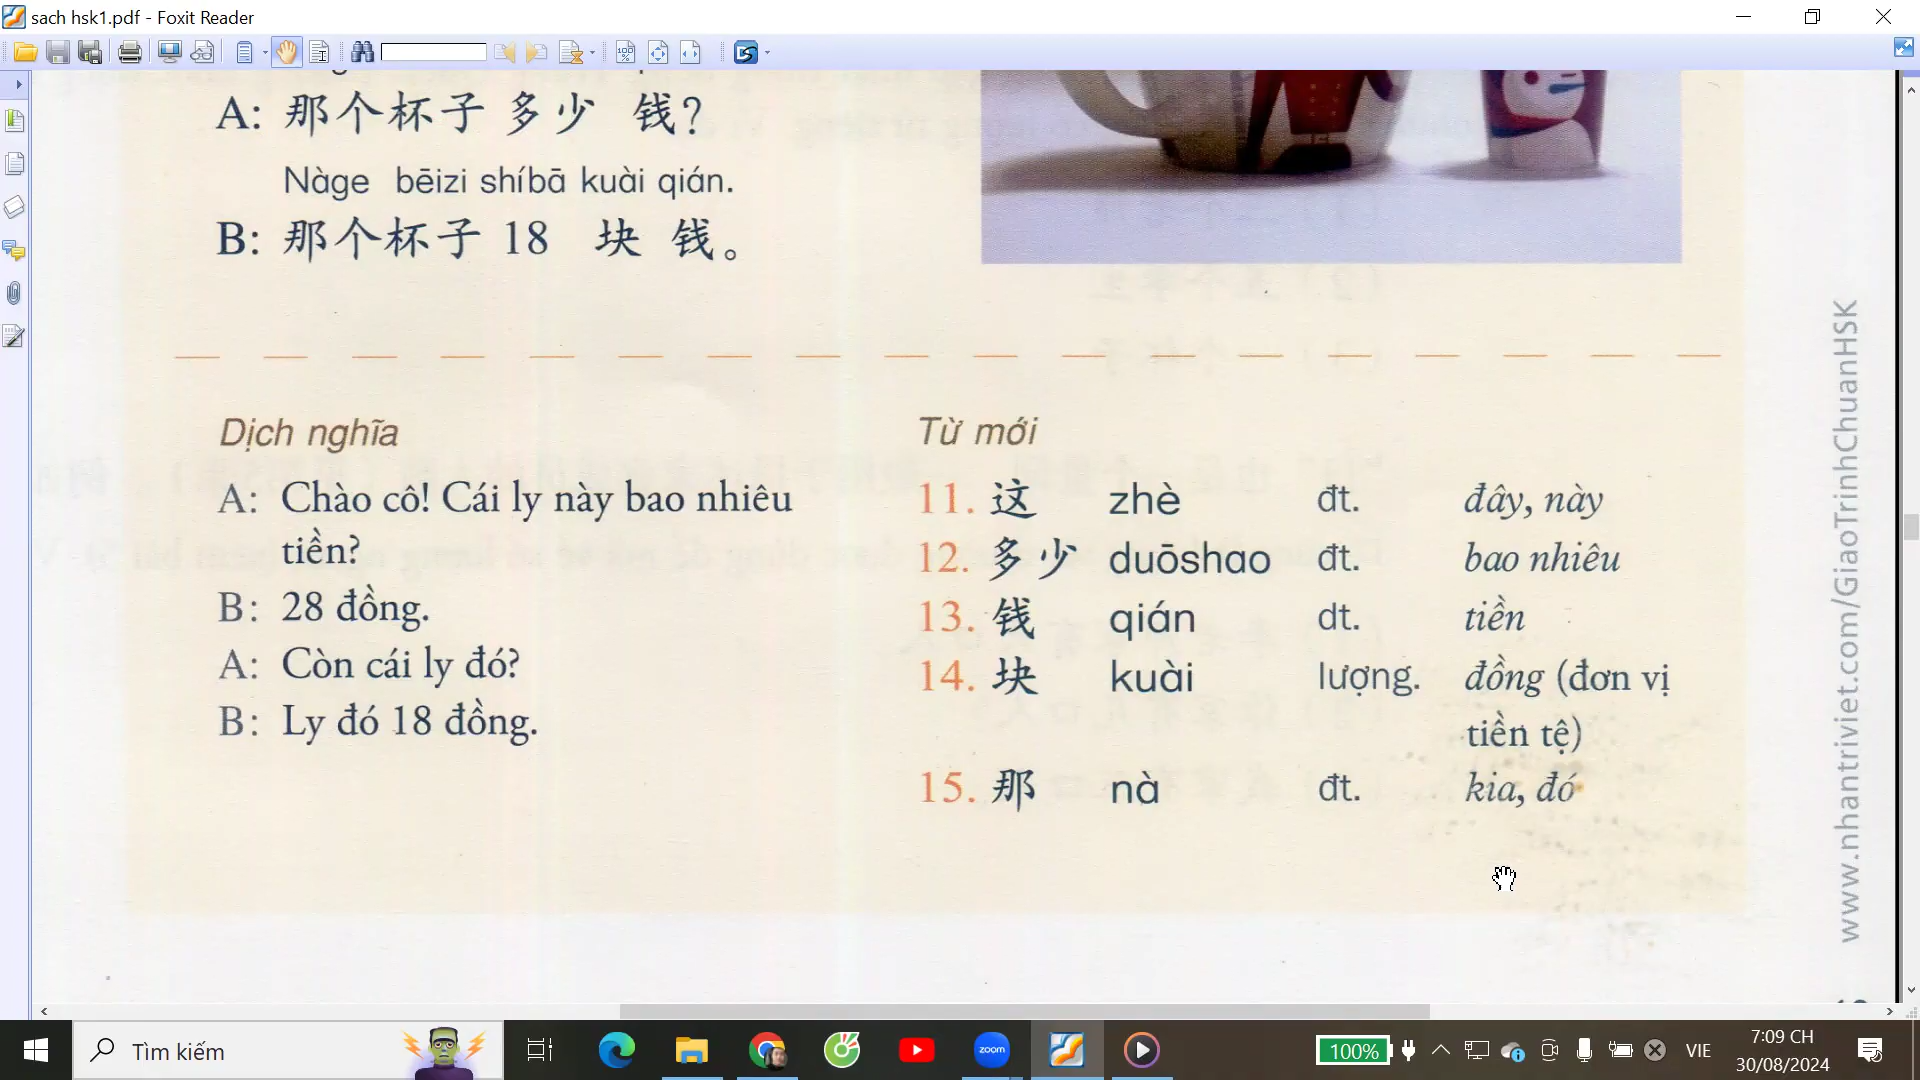 sach hsk1.pdf - Foxit Reader
A: 那个杯子 多少 钱?
Nàge bēizi shíbā kuài qián.
B: 那个杯子 18 块 钱。
Dịch nghĩa
A: Chào cô! Cái ly này bao nhiêu
tiền?
B: 28 đồng.
A: Còn cái ly đó?
B: Ly đó 18 đồng.
Từ mới
11. 这 zhè đt. đây, này
12. 多少 duōshao đt. bao nhiêu
13. 钱 qián dt. tiền
14. 块 kuài lượng. đồng (đơn vị
tiền tệ)
15. 那 nà đt. kia, đó
www.nhantriviet.com/GiaoTrinhChuanHSK
Tìm kiếm
zoom
100%
VIE
7:09 CH
30/08/2024